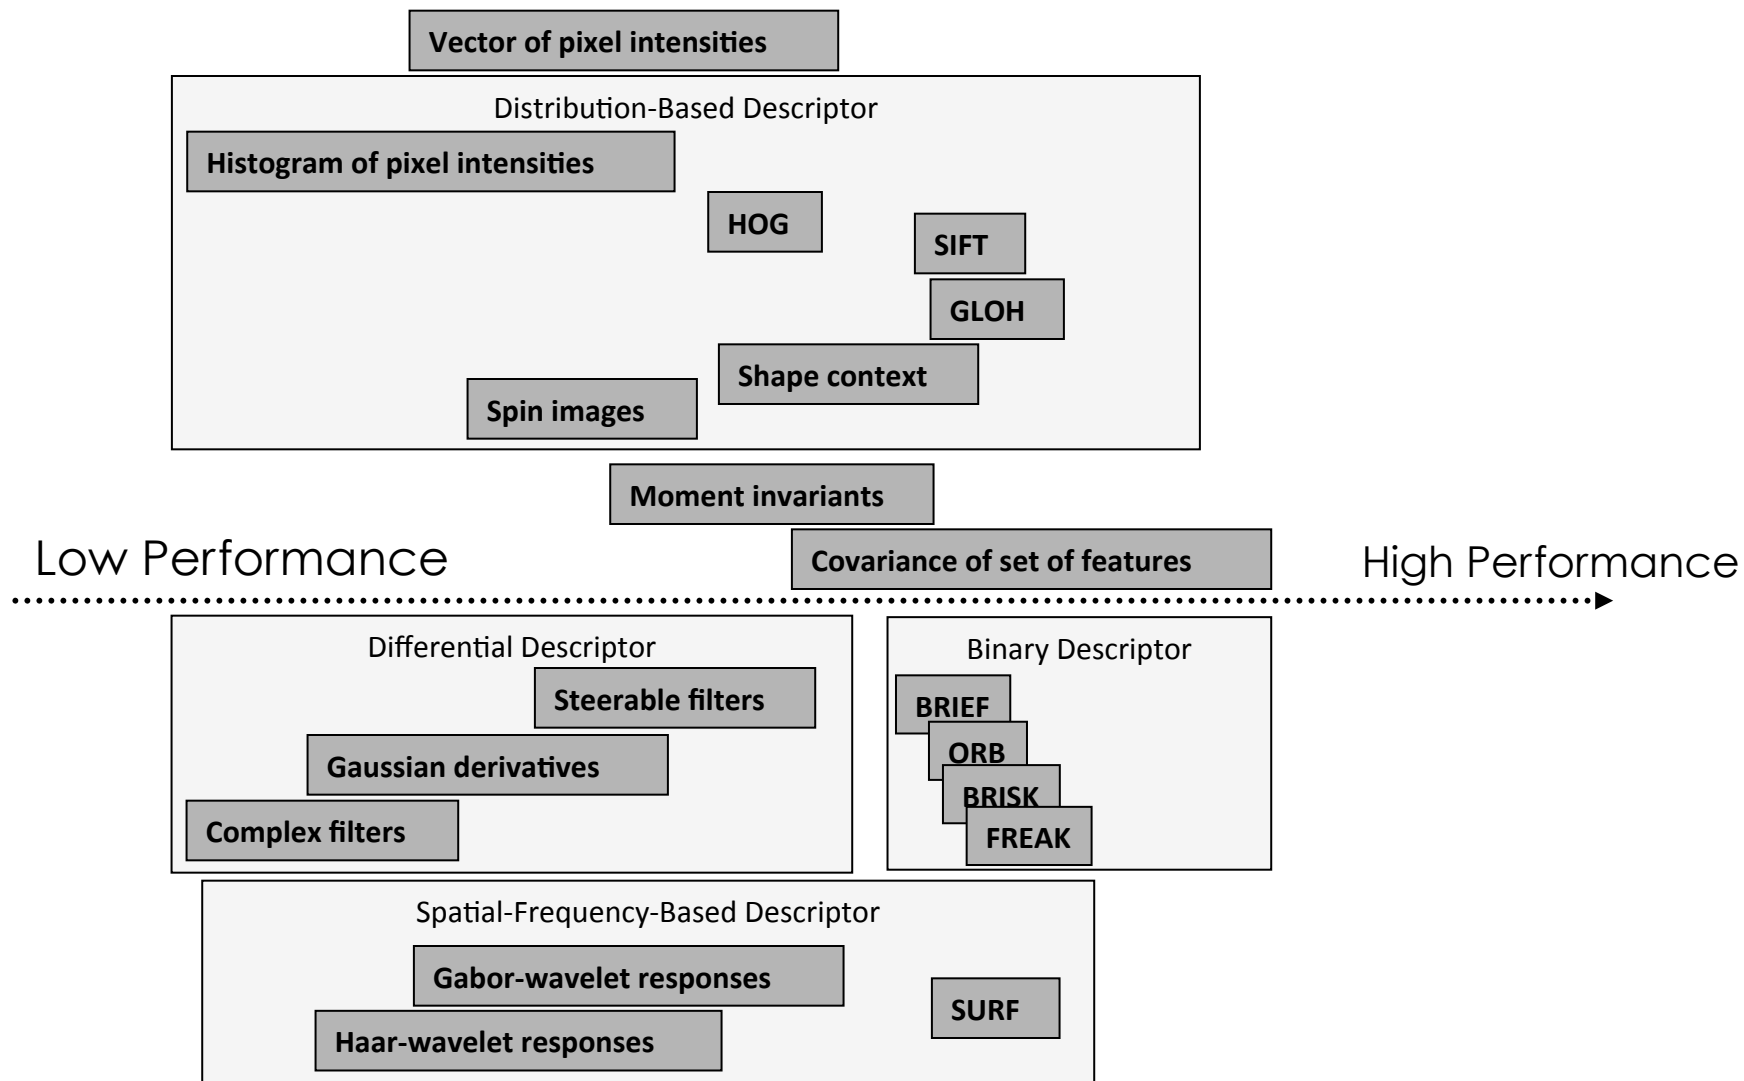 Vector of pixel intensities
Distribution-Based Descriptor
Histogram of pixel intensities
HOG
SIFT
GLOH
Shape context
Spin images
Moment invariants
Covariance of set of features
Low Performance
High Performance
Differential Descriptor
Steerable filters
Gaussian derivatives
Complex filters
Binary Descriptor
BRIEF
ORB
BRISK
FREAK
Spatial-Frequency-Based Descriptor
Gabor-wavelet responses
SURF
Haar-wavelet responses